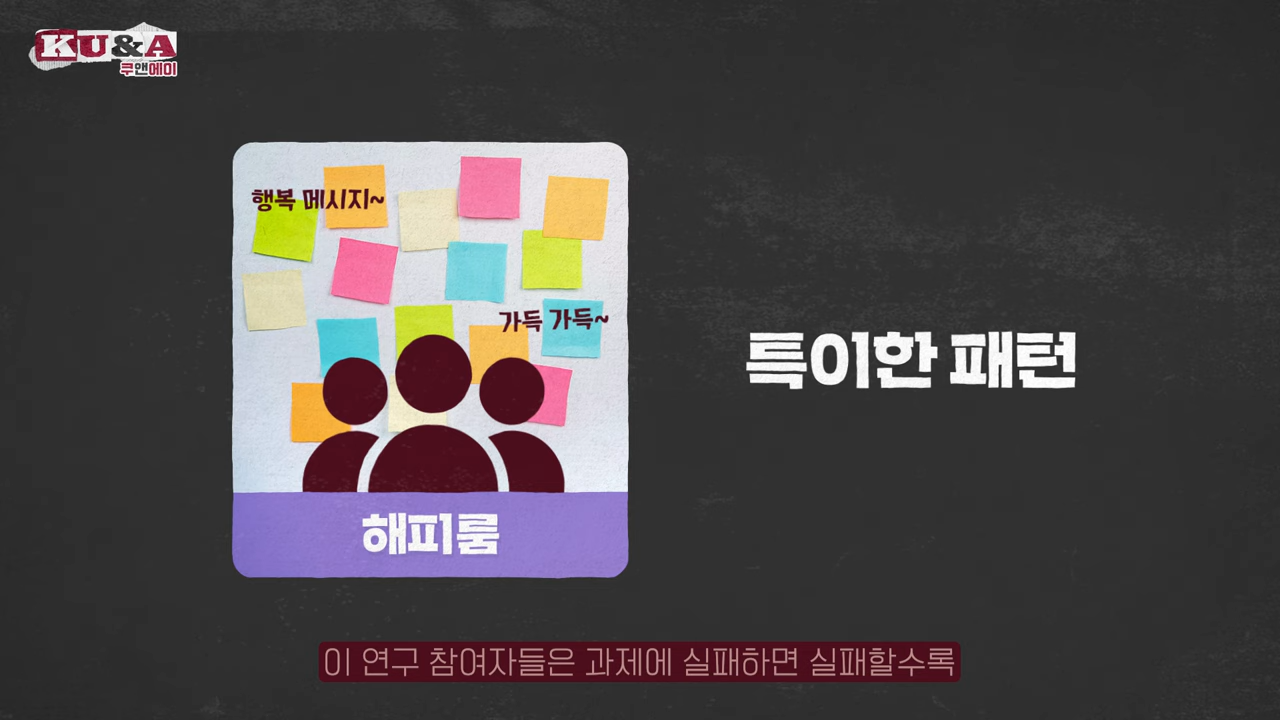 KU&A
쿠앤에이
행복 메시지~
가득 가득~
특이한 패턴
해피룸
이 연구 참여자들은 과제에 실패하면 실패할수록